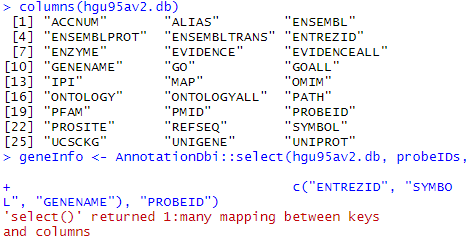 > columns(hgu95av2.db)
[1] "ACCNUM" "ALIAS" "ENSEMBL"
[4] "ENSEMBLPROT" "ENSEMBLTRANS" "ENTREZID"
[7] "ENZYME" "EVIDENCE" "EVIDENCEALL"
[10] "GENENAME" "GO" "GOALL"
[13] "IPI" "MAP" "OMIM"
[16] "ONTOLOGY" "ONTOLOGYALL" "PATH"
[19] "PFAM" "PMID" "PROBEID"
[22] "PROSITE" "REFSEQ" "SYMBOL"
[25] "UCSCKG" "UNIGENE" "UNIPROT"
> geneInfo <- AnnotationDbi::select(hgu95av2.db, probeIDs,
+ c("ENTREZID", "SYMBO
L", "GENENAME"), "PROBEID")
'select()' returned 1:many mapping between keys
and columns